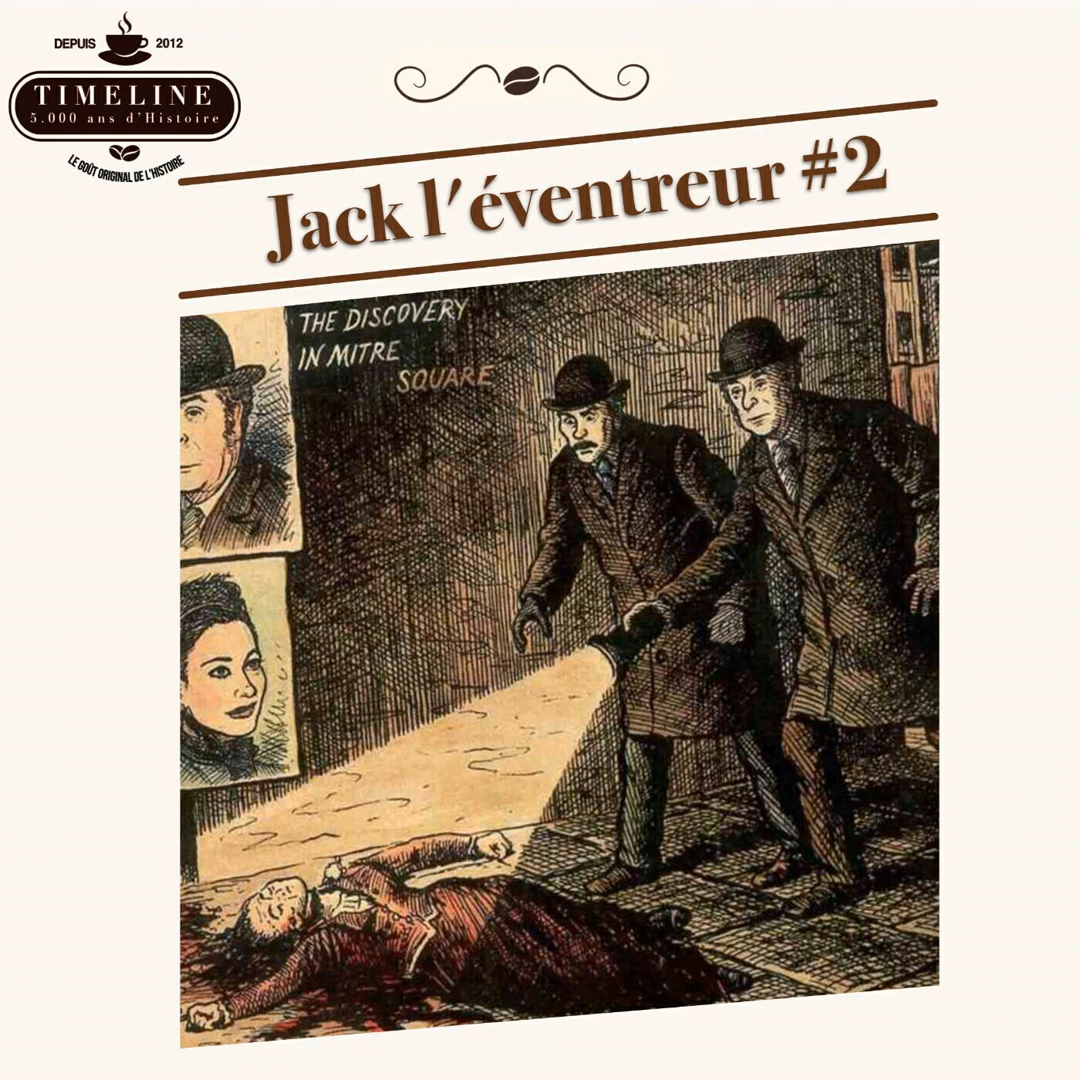 DEPUIS 2012
TIMELINE
5.000 ans d'Histoire
LE GOÛT ORIGINAL DE L'HISTOIRE
Jack l'éventreur #2
THE DISCOVERY
IN MITRE
SQUARE